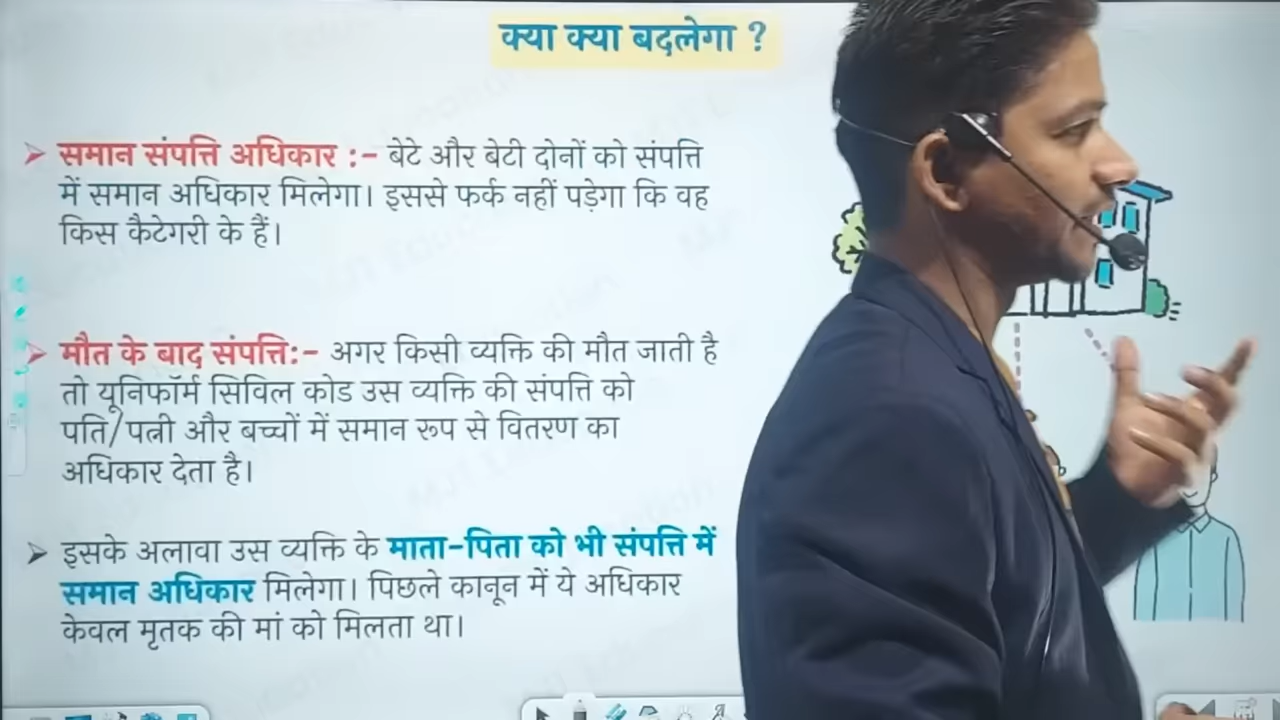 क्या क्या बदलेगा ?
➤ समान संपत्ति अधिकार :- बेटे और बेटी दोनों को संपत्ति
में समान अधिकार मिलेगा। इससे फर्क नहीं पड़ेगा कि वह
किस कैटेगरी के हैं।
➤ मौत के बाद संपत्ति:- अगर किसी व्यक्ति की मौत जाती है
तो यूनिफॉर्म सिविल कोड उस व्यक्ति की संपत्ति को
पति/पत्नी और बच्चों में समान रूप से वितरण का
अधिकार देता है।
➤ इसके अलावा उस व्यक्ति के माता-पिता को भी संपत्ति में
समान अधिकार मिलेगा। पिछले कानून में ये अधिकार
केवल मृतक की मां को मिलता था।